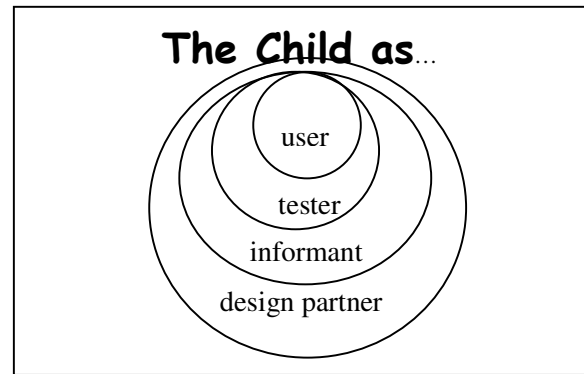 The Child as...
user
tester
informant
design partner